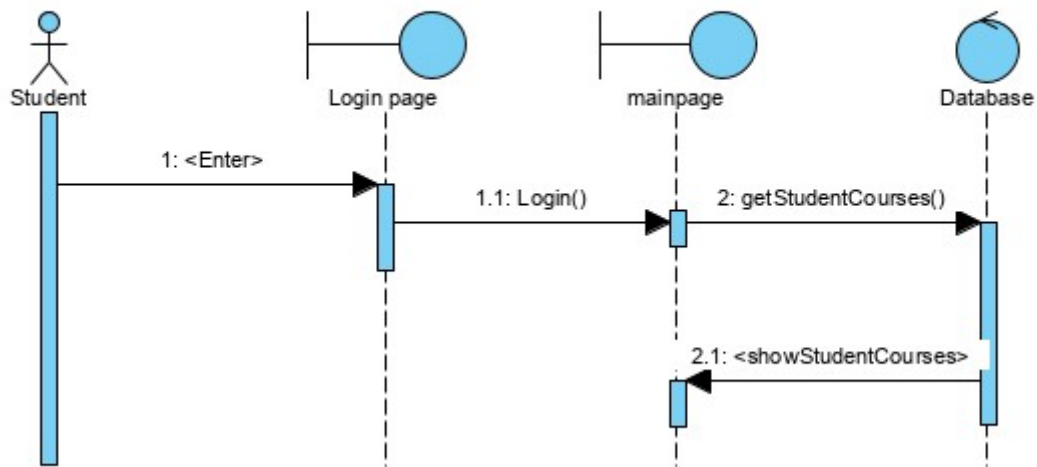 Student
Login page
mainpage
Database
1: <Enter>
1.1: Login()
2: getStudentCourses()
2.1: <showStudentCourses>